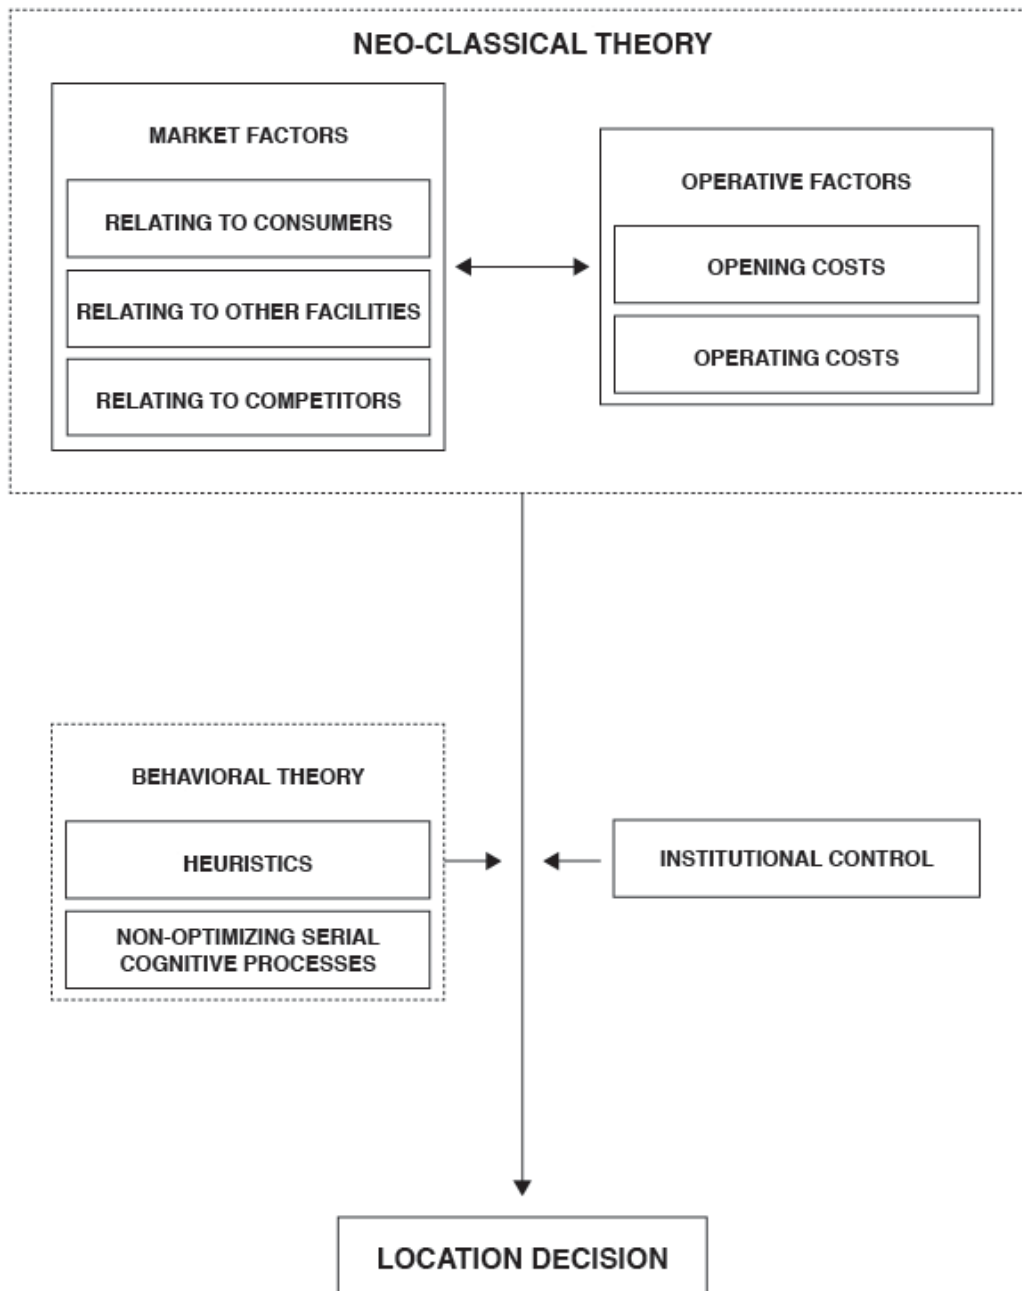 NEO-CLASSICAL THEORY
MARKET FACTORS
RELATING TO CONSUMERS
RELATING TO OTHER FACILITIES
RELATING TO COMPETITORS
OPERATIVE FACTORS
OPENING COSTS
OPERATING COSTS
BEHAVIORAL THEORY
HEURISTICS
NON-OPTIMIZING SERIAL
COGNITIVE PROCESSES
INSTITUTIONAL CONTROL
LOCATION DECISION